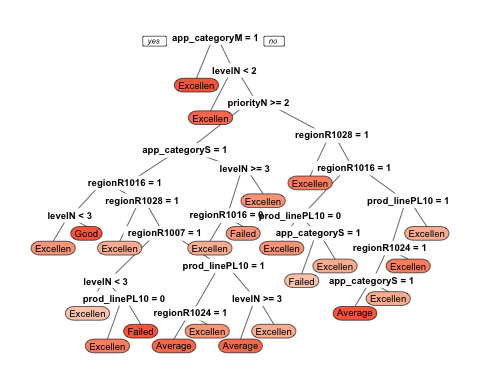 yes app_categoryM = 1 no
levelN < 2
Excellen
priorityN >= 2
Excellen
regionR1028 = 1
app_categoryS = 1
levelN >= 3
regionR1016 = 1
regionR1016 = 1
Excellen
regionR1028 = 1
Excellen
prod_linePL10 = 1
levelN < 3
regionR1016 = 0
prod_linePL10 = 0
Good
regionR1007 = 1
Failed
app_categoryS = 1
Excellen
Excellen
Excellen
Excellen
Excellen
regionR1024 = 1
prod_linePL10 = 1
Excellen
Excellen
levelN < 3
Failed
app_categoryS = 1
prod_linePL10 = 0
levelN >= 3
Excellen
Excellen
regionR1024 = 1
Average
Failed
Excellen
Excellen
Excellen
Average
Average